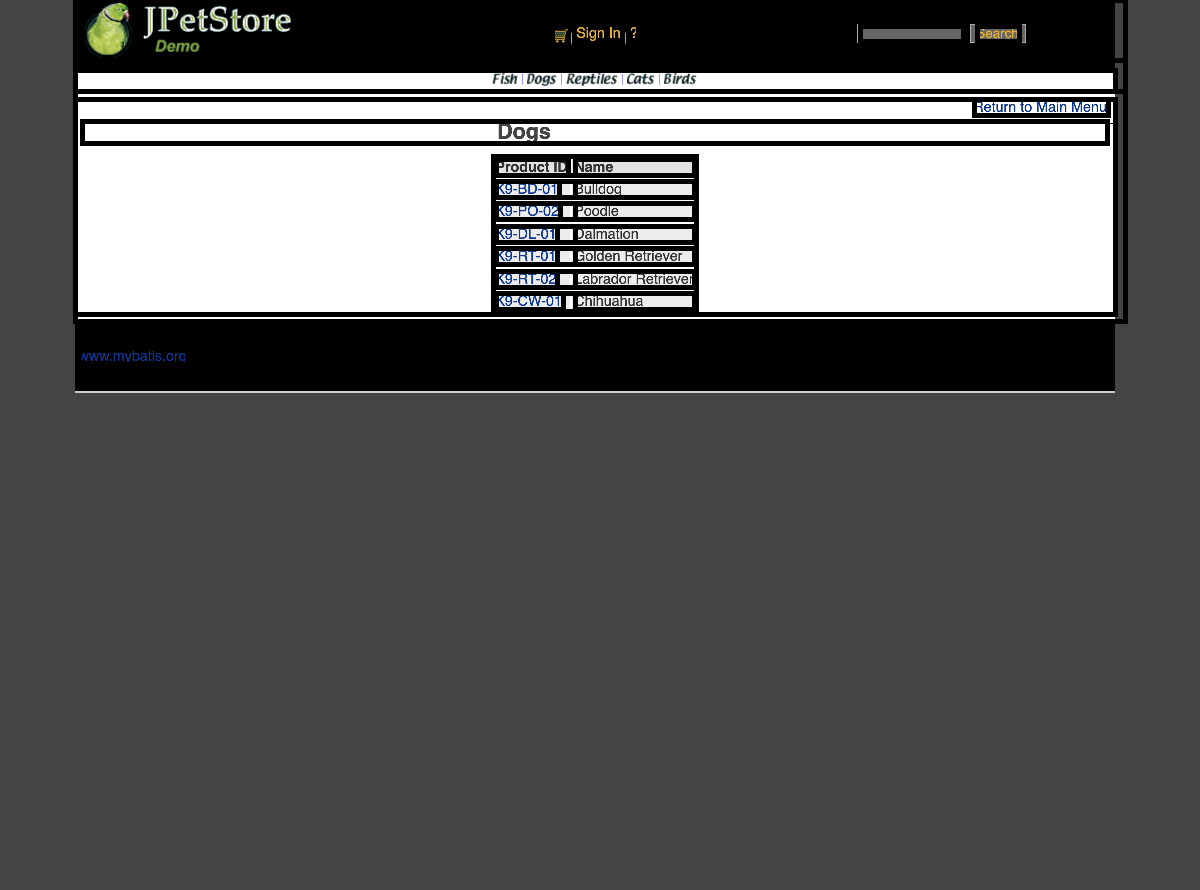 JPetStore
Demo
Sign In | ?
Search
Fish | Dogs | Reptiles | Cats | Birds
Return to Main Menu
Dogs
Product ID Name
K9-BD-01 Bulldog
K9-PO-02 Poodle
K9-DL-01 Dalmation
K9-RT-01 Golden Retriever
K9-RT-02 Labrador Retriever
K9-CW-01 Chihuahua
www.mybatis.org